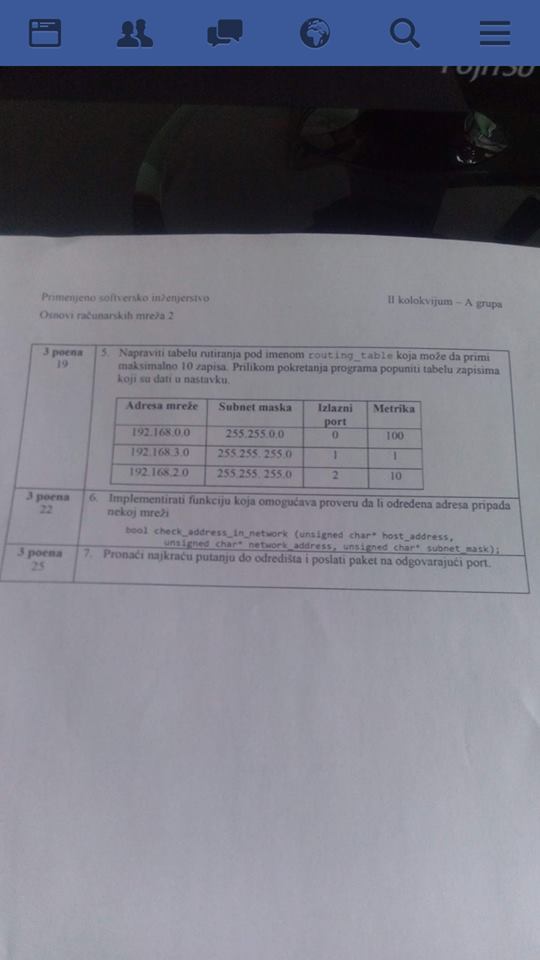 FUJITSU
Primenjeno softversko inženjerstvo
II kolokvijum – A grupa
Osnovi računarskih mreža 2
3 poena
19
5. Napraviti tabelu rutiranja pod imenom routing_table koja može da primi
maksimalno 10 zapisa. Prilikom pokretanja programa popuniti tabelu zapisima
koji su dati u nastavku.
Adresa mreže Subnet maska Izlazni port Metrika
192.168.0.0 255.255.0.0 0 100
192.168.3.0 255.255. 255.0 1 1
192.168.2.0 255.255. 255.0 2 10
3 poena
22
6. Implementirati funkciju koja omogućava proveru da li određena adresa pripada
nekoj mreži
bool check_address_in_network (unsigned char* host_address,
unsigned char* network_address, unsigned char* subnet_mask);
3 poena
25
7. Pronaći najkraću putanju do odredišta i poslati paket na odgovarajući port.